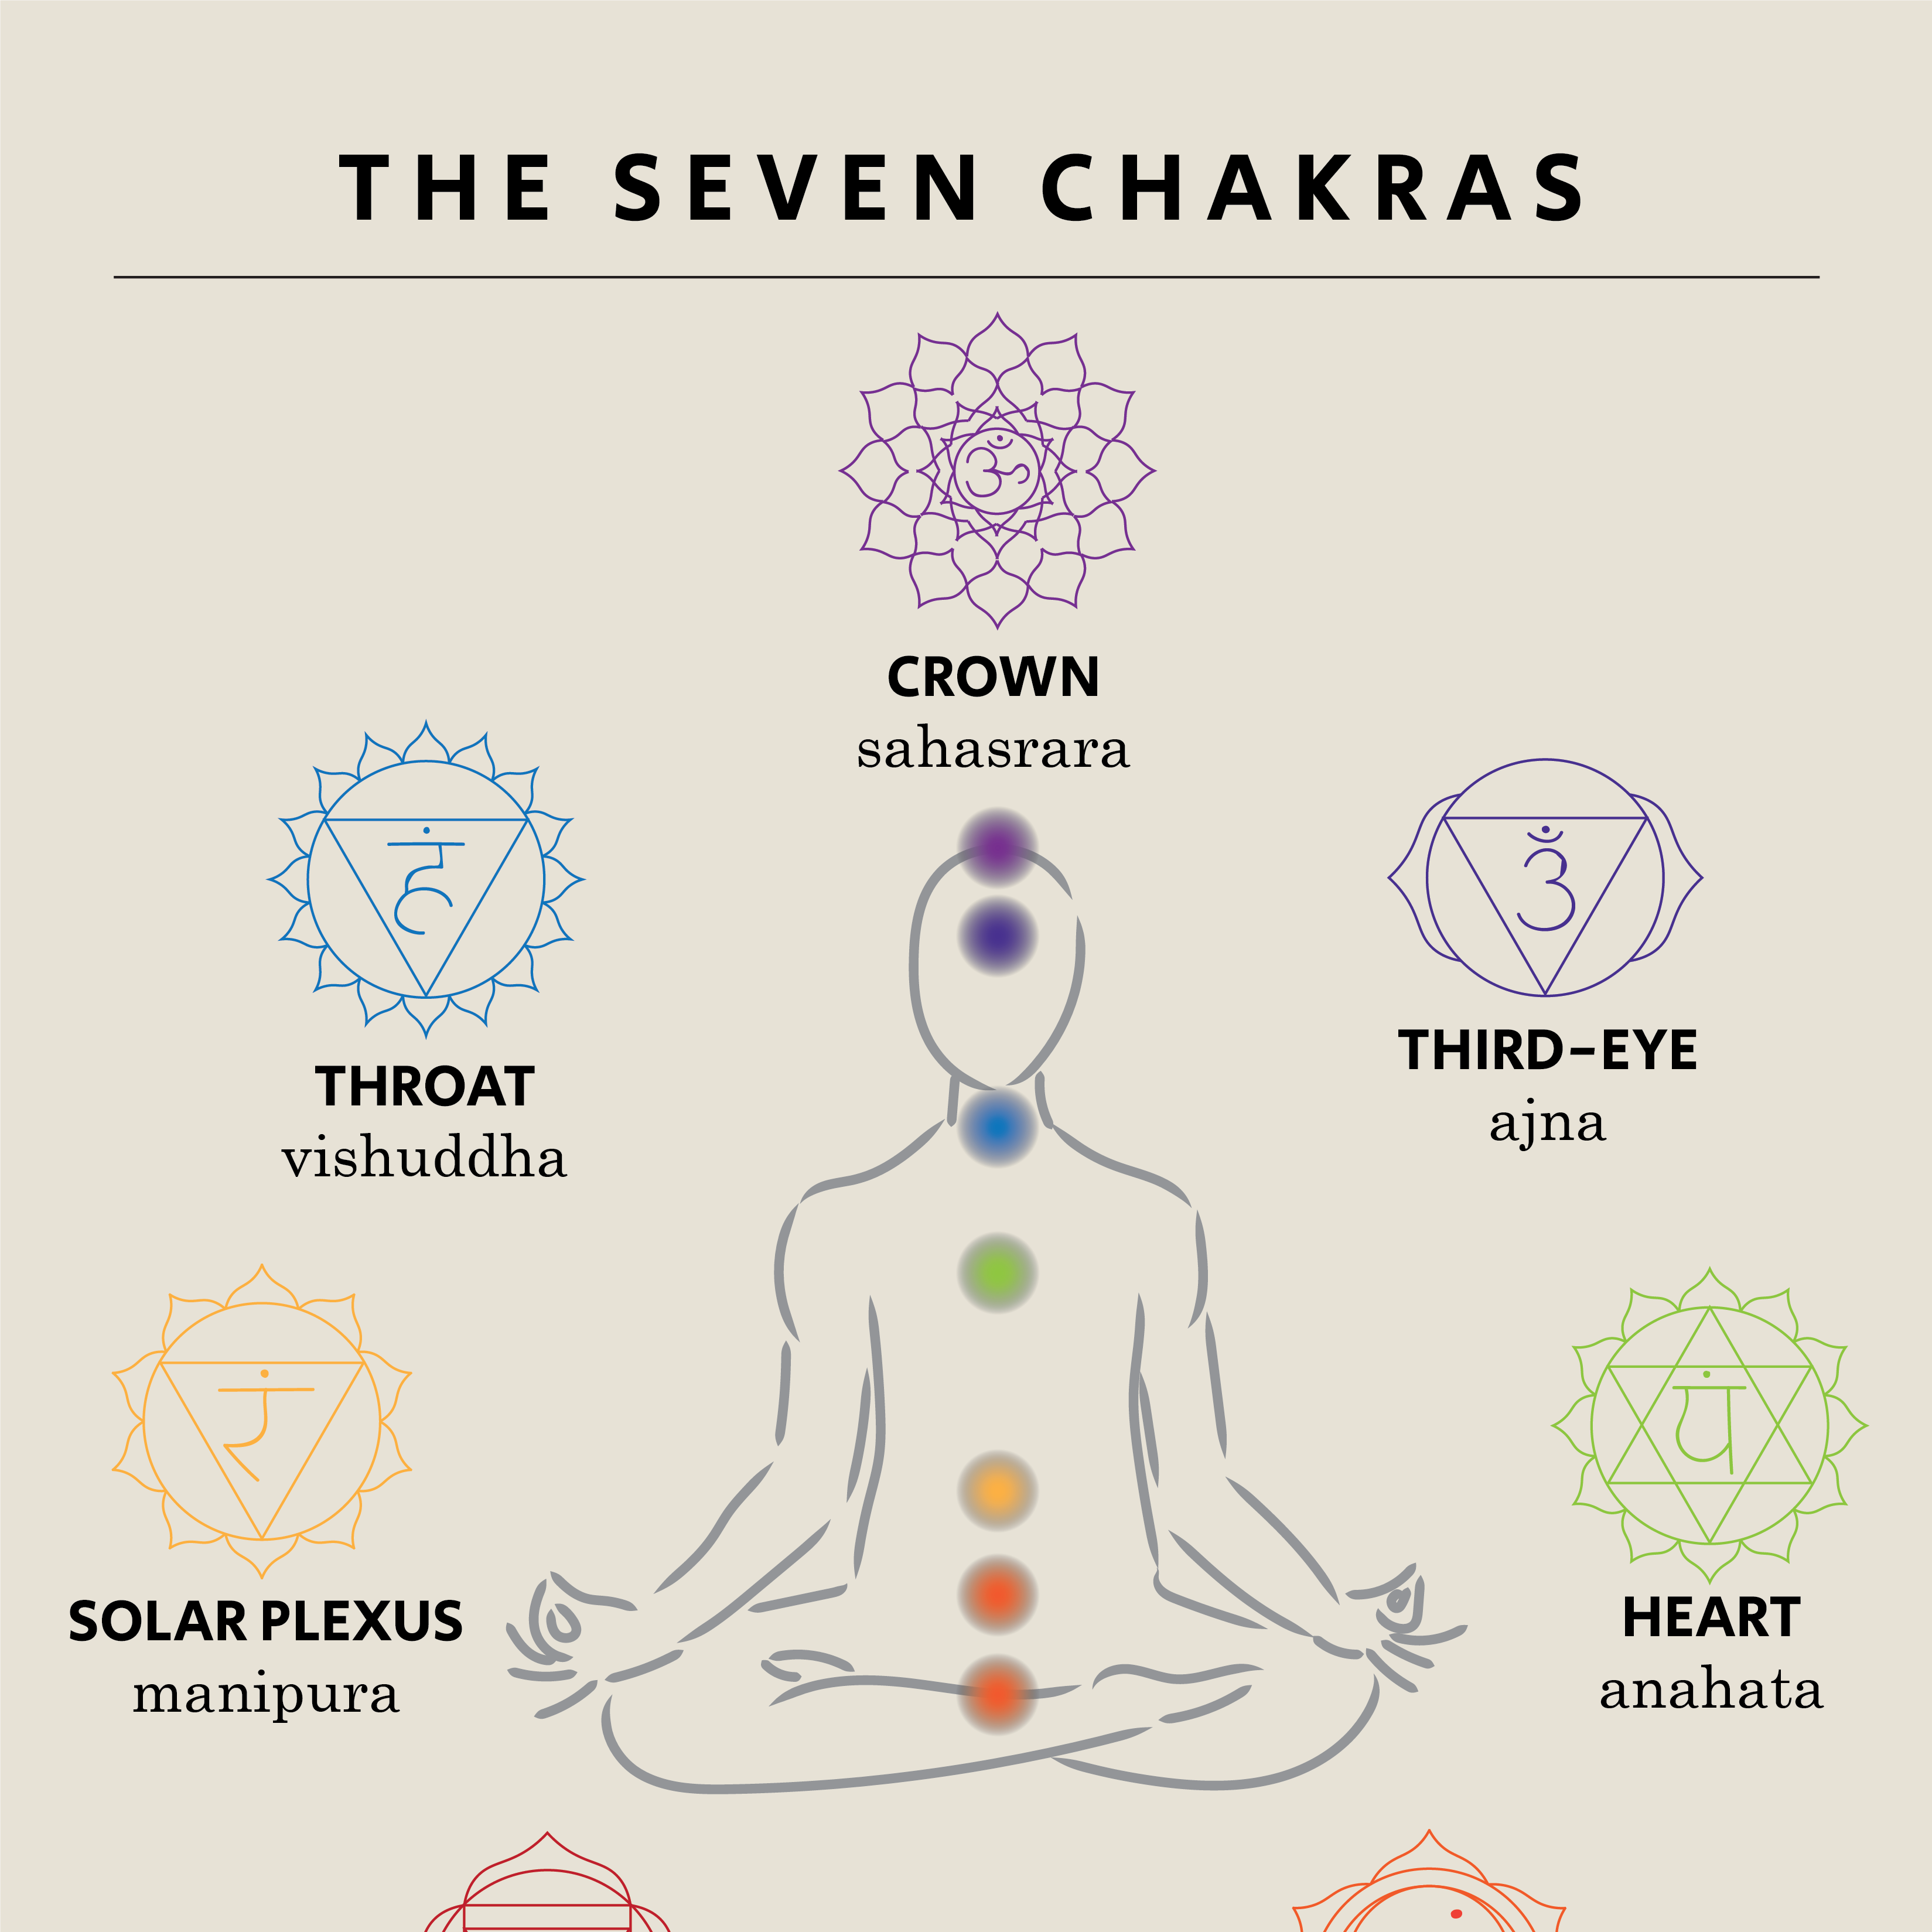 THE SEVEN CHAKRAS
ॐ
CROWN
sahasrara
हं
THROAT
vishuddha
THIRD–EYE
ajna
रं
SOLAR PLEXUS
manipura
पं
HEART
anahata